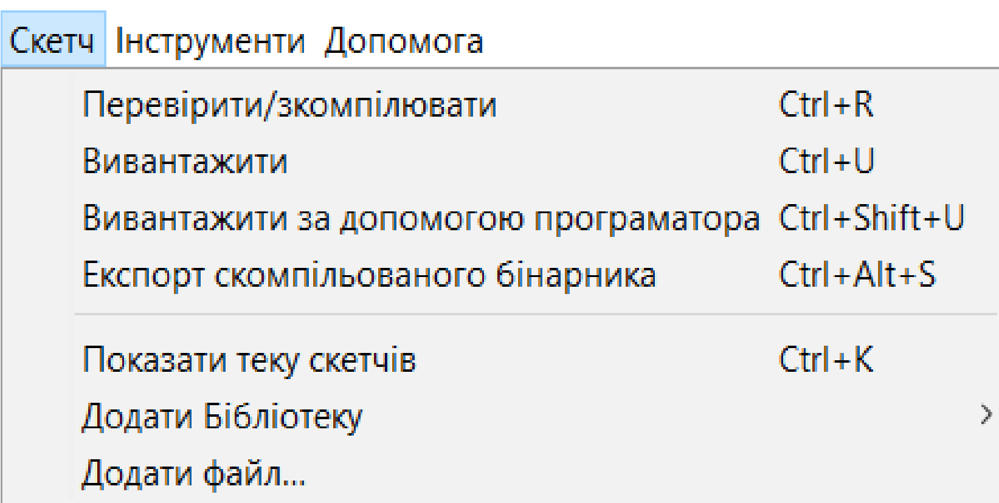 Скетч Інструменти Допомога
Перевірити/зкомпілювати Ctrl+R
Вивантажити Ctrl+U
Вивантажити за допомогою програматора Ctrl+Shift+U
Експорт скомпільованого бінарника Ctrl+Alt+S
Показати теку скетчів Ctrl+K
Додати Бібліотеку
Додати файл...